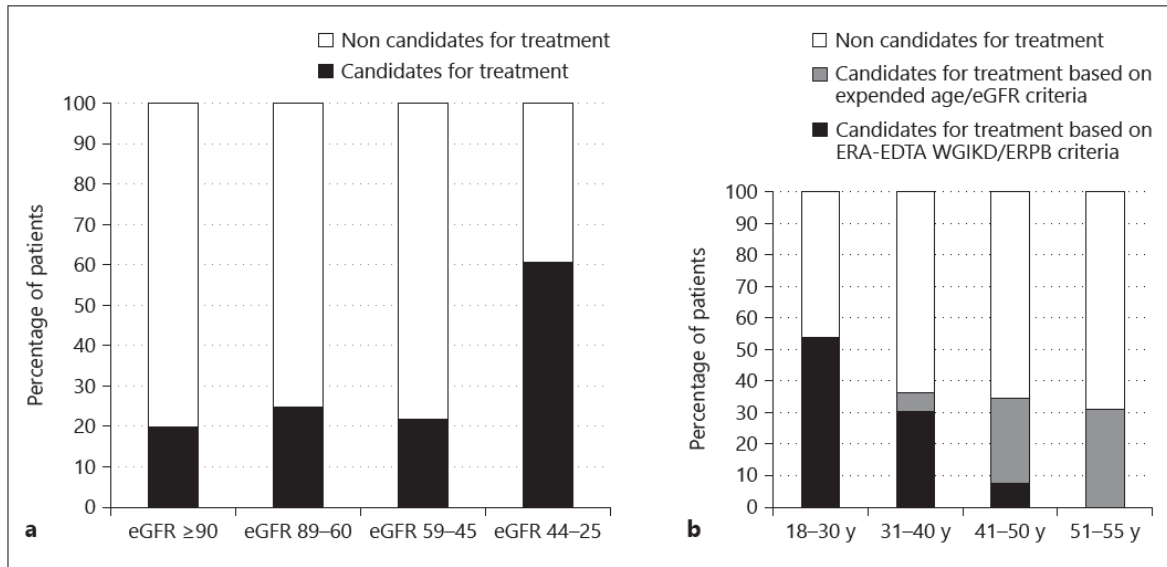 Non candidates for treatment
Candidates for treatment
Percentage of patients
100
90
80
70
60
50
40
30
20
10
0
eGFR ≥90
eGFR 89–60
eGFR 59–45
eGFR 44–25
a
Non candidates for treatment
Candidates for treatment based on
expended age/eGFR criteria
Candidates for treatment based on
ERA-EDTA WGIKD/ERPB criteria
Percentage of patients
100
90
80
70
60
50
40
30
20
10
0
18–30 y
31–40 y
41–50 y
51–55 y
b